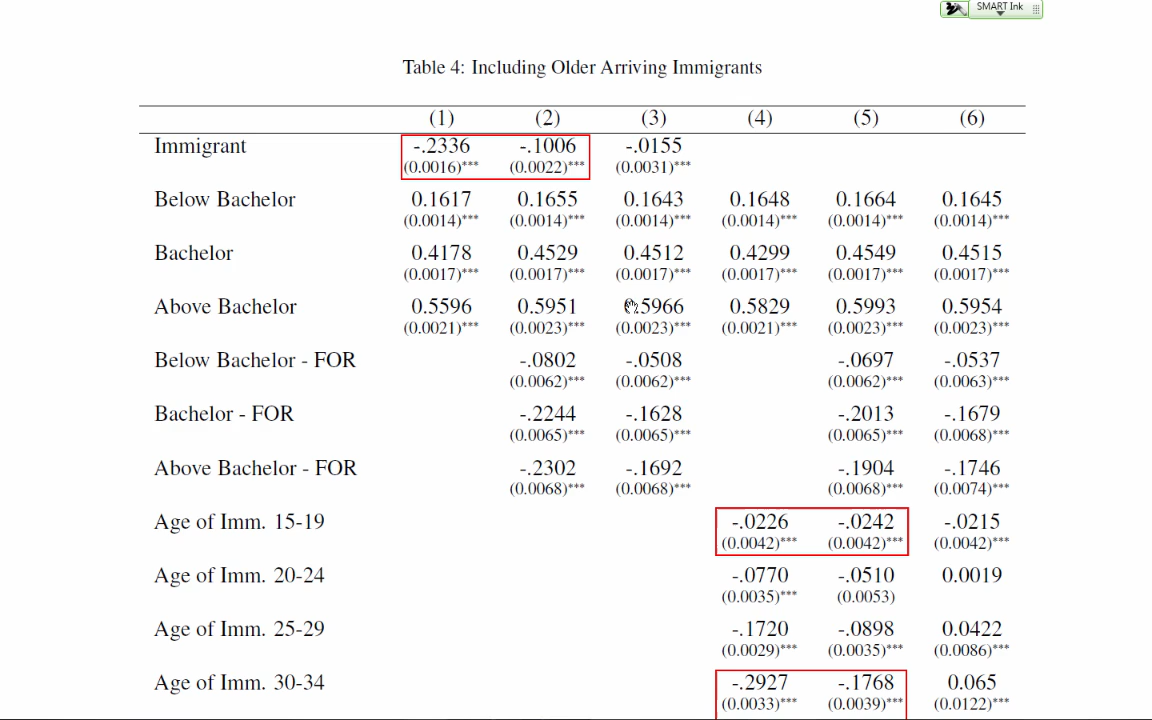 SMART Ink
Table 4: Including Older Arriving Immigrants
(1) (2) (3) (4) (5) (6)
Immigrant -.2336 -.1006 -.0155
(0.0016)*** (0.0022)*** (0.0031)***
Below Bachelor 0.1617 0.1655 0.1643 0.1648 0.1664 0.1645
(0.0014)*** (0.0014)*** (0.0014)*** (0.0014)*** (0.0014)*** (0.0014)***
Bachelor 0.4178 0.4529 0.4512 0.4299 0.4549 0.4515
(0.0017)*** (0.0017)*** (0.0017)*** (0.0017)*** (0.0017)*** (0.0017)***
Above Bachelor 0.5596 0.5951 .5966 0.5829 0.5993 0.5954
(0.0021)*** (0.0023)*** (0.0023)*** (0.0021)*** (0.0023)*** (0.0023)***
Below Bachelor - FOR -.0802 -.0508 -.0697 -.0537
(0.0062)*** (0.0062)*** (0.0062)*** (0.0063)***
Bachelor - FOR -.2244 -.1628 -.2013 -.1679
(0.0065)*** (0.0065)*** (0.0065)*** (0.0068)***
Above Bachelor - FOR -.2302 -.1692 -.1904 -.1746
(0.0068)*** (0.0068)*** (0.0068)*** (0.0074)***
Age of Imm. 15-19 -.0226 -.0242 -.0215
(0.0042)*** (0.0042)*** (0.0042)***
Age of Imm. 20-24 -.0770 -.0510 0.0019
(0.0035)*** (0.0053)
Age of Imm. 25-29 -.1720 -.0898 0.0422
(0.0029)*** (0.0035)*** (0.0086)***
Age of Imm. 30-34 -.2927 -.1768 0.065
(0.0033)*** (0.0039)*** (0.0122)***